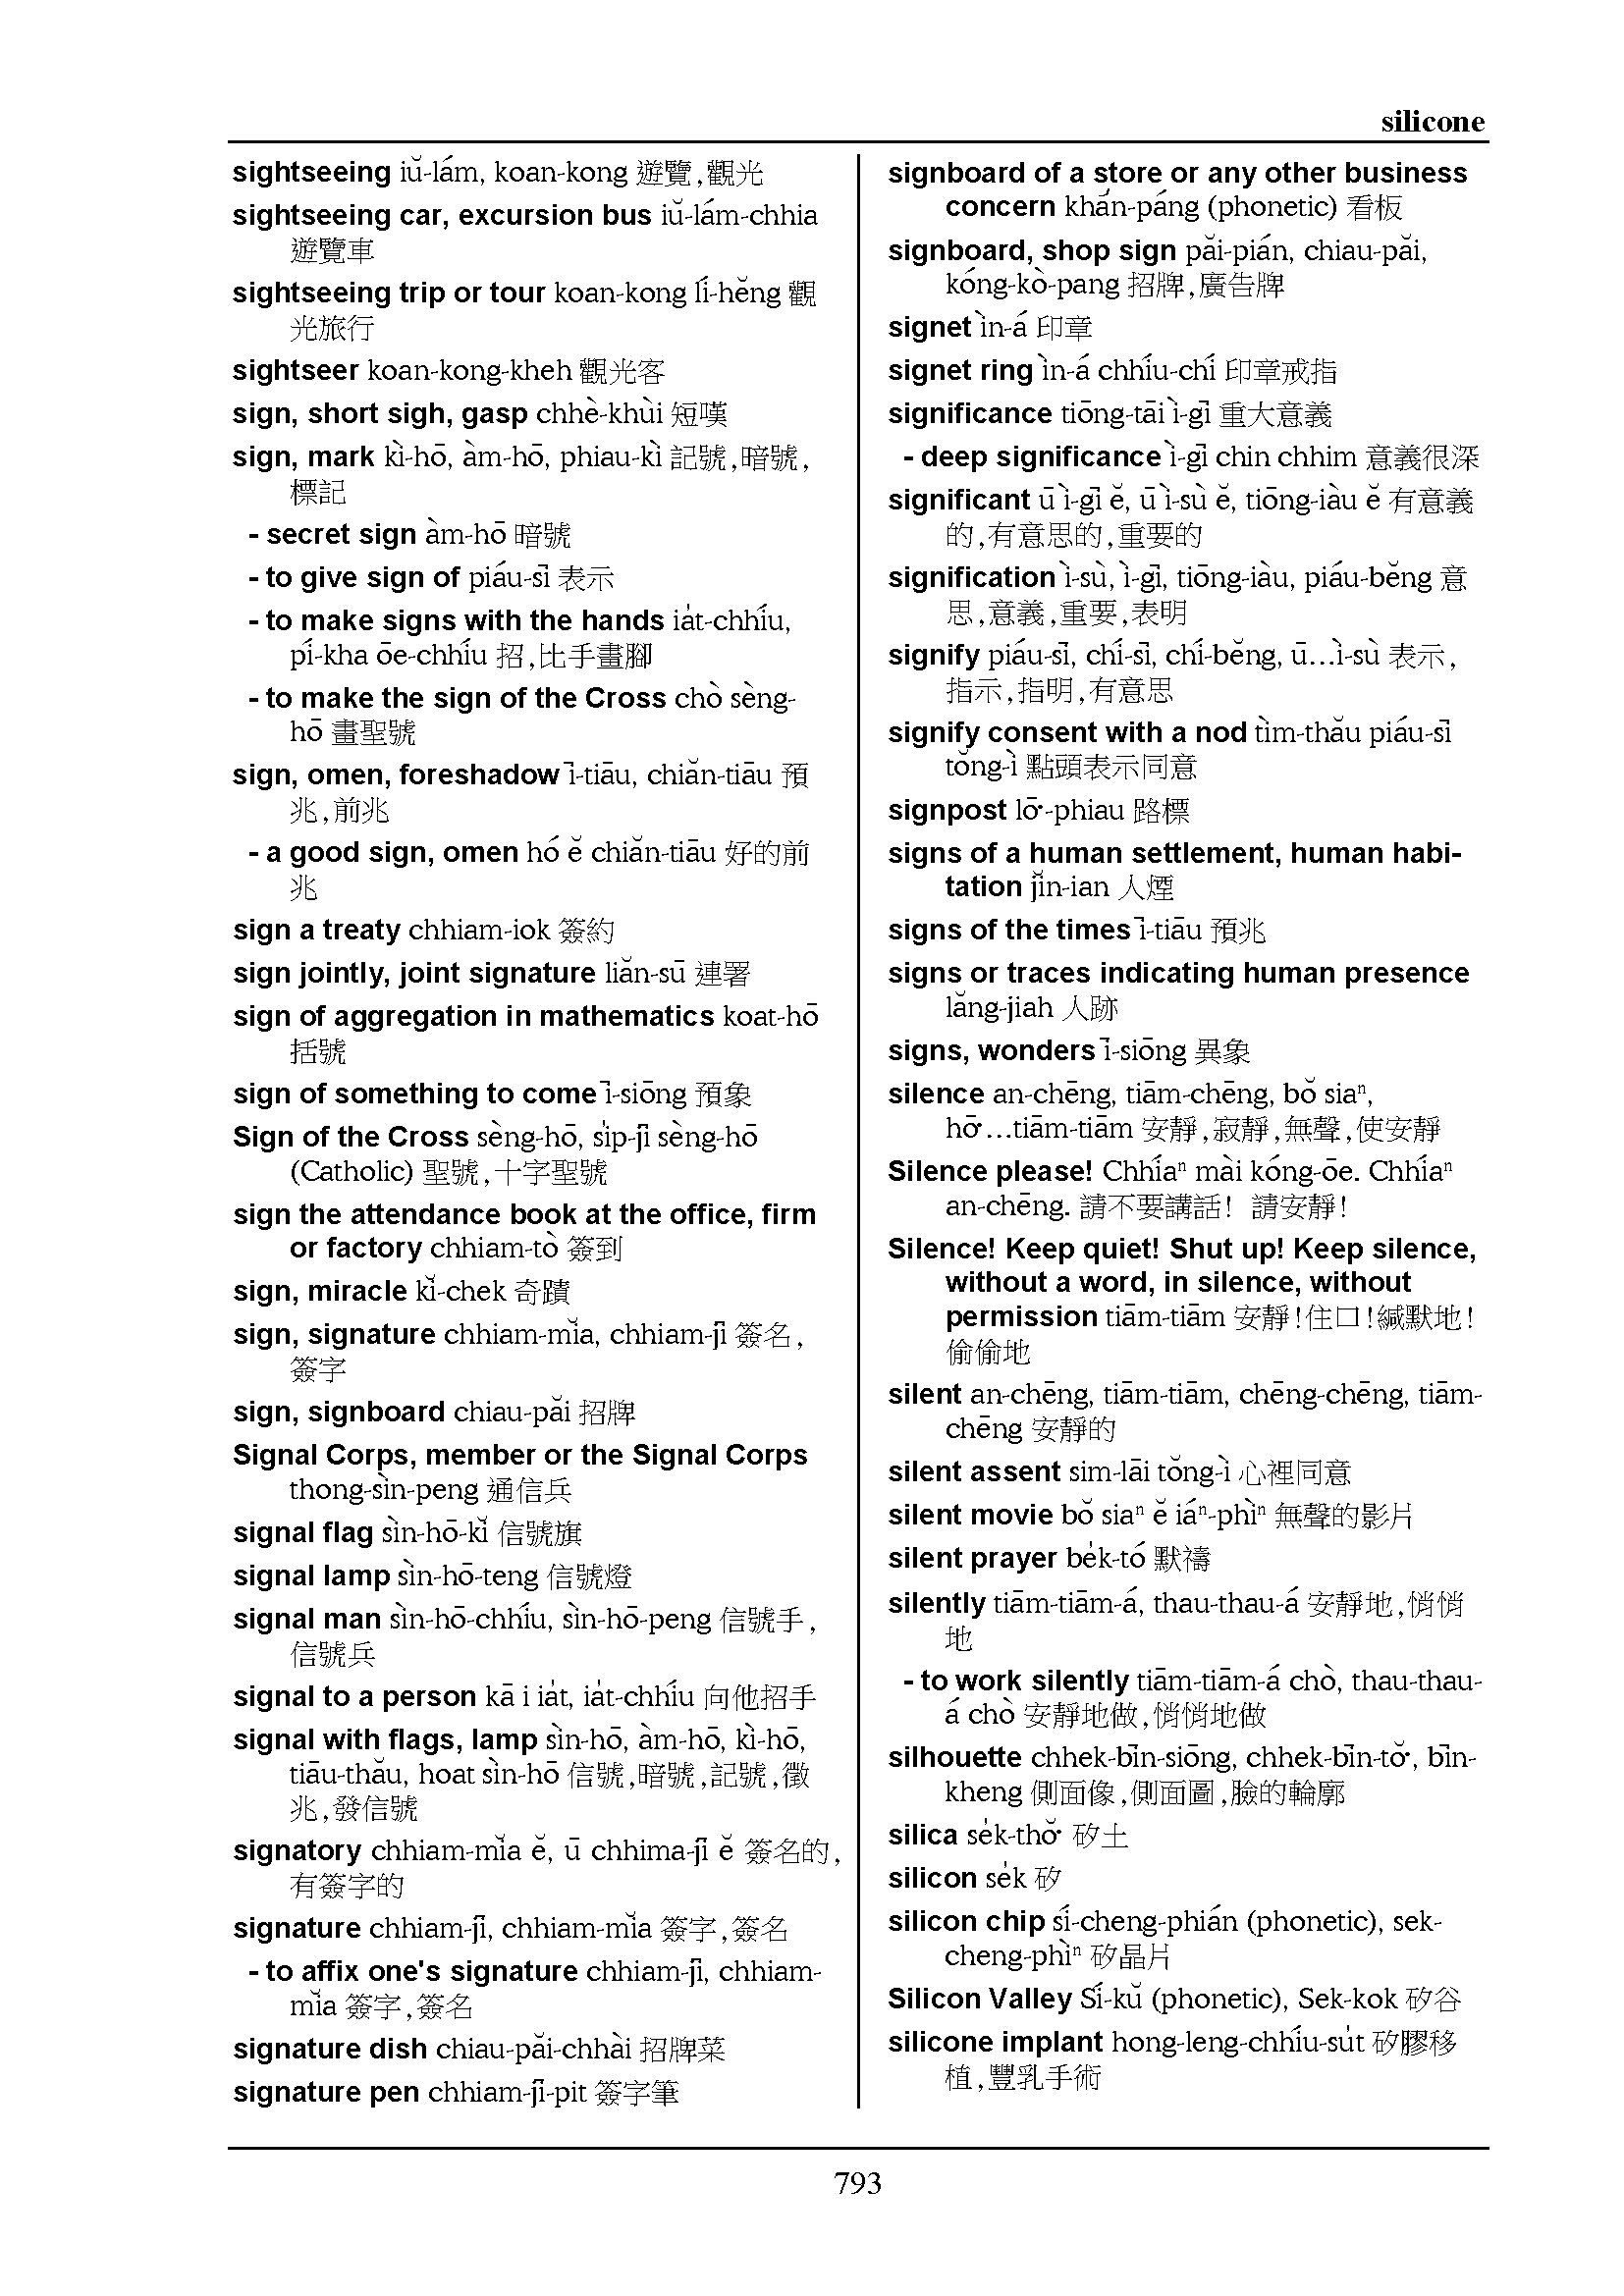 silicone
sightseeing iŭ-lám, koan-kong 遊覽,觀光
sightseeing car, excursion bus iŭ-lám-chhia
遊覽車
sightseeing trip or tour koan-kong lí-hĕng 觀
光旅行
sightseer koan-kong-kheh 觀光客
sign, short sigh, gasp chhè-khùi 短嘆
sign, mark kì-hō, àm-hō, phiau-kì 記號,暗號,
標記
- secret sign àm-hō 暗號
- to give sign of piáu-sī 表示
- to make signs with the hands ia̍t-chhíu,
pí-kha ōe-chhíu 招,比手畫腳
- to make the sign of the Cross chò sèng-
hō 畫聖號
sign, omen, foreshadow ī-tiāu, chiăn-tiāu 預
兆,前兆
- a good sign, omen hó ĕ chiăn-tiāu 好的前
兆
sign a treaty chhiam-iok 簽約
sign jointly, joint signature liăn-sū 連署
sign of aggregation in mathematics koat-hō
括號
sign of something to come ī-siōng 預象
Sign of the Cross sèng-hō, si̍p-jī sèng-hō
(Catholic) 聖號,十字聖號
sign the attendance book at the office, firm
or factory chhiam-tò 簽到
sign, miracle kĭ-chek 奇蹟
sign, signature chhiam-mĭa, chhiam-jī 簽名,
簽字
sign, signboard chiau-păi 招牌
Signal Corps, member or the Signal Corps
thong-sìn-peng 通信兵
signal flag sìn-hō-kĭ 信號旗
signal lamp sìn-hō-teng 信號燈
signal man sìn-hō-chhíu, sìn-hō-peng 信號手,
信號兵
signal to a person kā i ia̍t, ia̍t-chhíu 向他招手
signal with flags, lamp sìn-hō, àm-hō, kì-hō,
tiāu-thău, hoat sìn-hō 信號,暗號,記號,徵
兆,發信號
signatory chhiam-mĭa ĕ, ū chhima-jī ĕ 簽名的,
有簽字的
signature chhiam-jī, chhiam-mĭa 簽字,簽名
- to affix one's signature chhiam-jī, chhiam-
mĭa 簽字,簽名
signature dish chiau-păi-chhài 招牌菜
signature pen chhiam-jī-pit 簽字筆
signboard of a store or any other business
concern khán-páng (phonetic) 看板
signboard, shop sign păi-pián, chiau-păi,
kóng-kò-pang 招牌,廣告牌
signet ìn-á 印章
signet ring ìn-á chhíu-chí 印章戒指
significance tiōng-tāi ì-gī 重大意義
- deep significance ì-gī chin chhim 意義很深
significant ū ì-gī ĕ, ū ì-sù ĕ, tiōng-iàu ĕ 有意義
的,有意思的,重要的
signification ì-sù, ì-gī, tiōng-iàu, piáu-bĕng 意
思,意義,重要,表明
signify piáu-sī, chí-sī, chí-bĕng, ū...ì-sù 表示,
指示,指明,有意思
signify consent with a nod tìm-thău piáu-sī
tŏng-ì 點頭表示同意
signpost lō͘-phiau 路標
signs of a human settlement, human habi-
tation jĭn-ian 人煙
signs of the times ī-tiāu 預兆
signs or traces indicating human presence
lăng-jiah 人跡
signs, wonders ī-siōng 異象
silence an-chēng, tiām-chēng, bŏ siaⁿ,
hō͘...tiām-tiām 安靜,寂靜,無聲,使安靜
Silence please! Chhíaⁿ mài kóng-ōe. Chhíaⁿ
an-chēng. 請不要講話! 請安靜!
Silence! Keep quiet! Shut up! Keep silence,
without a word, in silence, without
permission tiām-tiām 安靜!住口!緘默地!
偷偷地
silent an-chēng, tiām-tiām, chēng-chēng, tiām-
chēng 安靜的
silent assent sim-lāi tŏng-ì 心裡同意
silent movie bŏ siaⁿ ĕ iáⁿ-phìⁿ 無聲的影片
silent prayer be̍k-tó 默禱
silently tiām-tiām-á, thau-thau-á 安靜地,悄悄
地
- to work silently tiām-tiām-á chò, thau-thau-
á chò 安靜地做,悄悄地做
silhouette chhek-bīn-siōng, chhek-bīn-tŏ͘, bīn-
kheng 側面像,側面圖,臉的輪廓
silica se̍k-thŏ͘ 矽土
silicon se̍k 矽
silicon chip sí-cheng-phián (phonetic), sek-
cheng-phìⁿ 矽晶片
Silicon Valley Sí-kŭ (phonetic), Sek-kok 矽谷
silicone implant hong-leng-chhíu-su̍t 矽膠移
植,豐乳手術
793